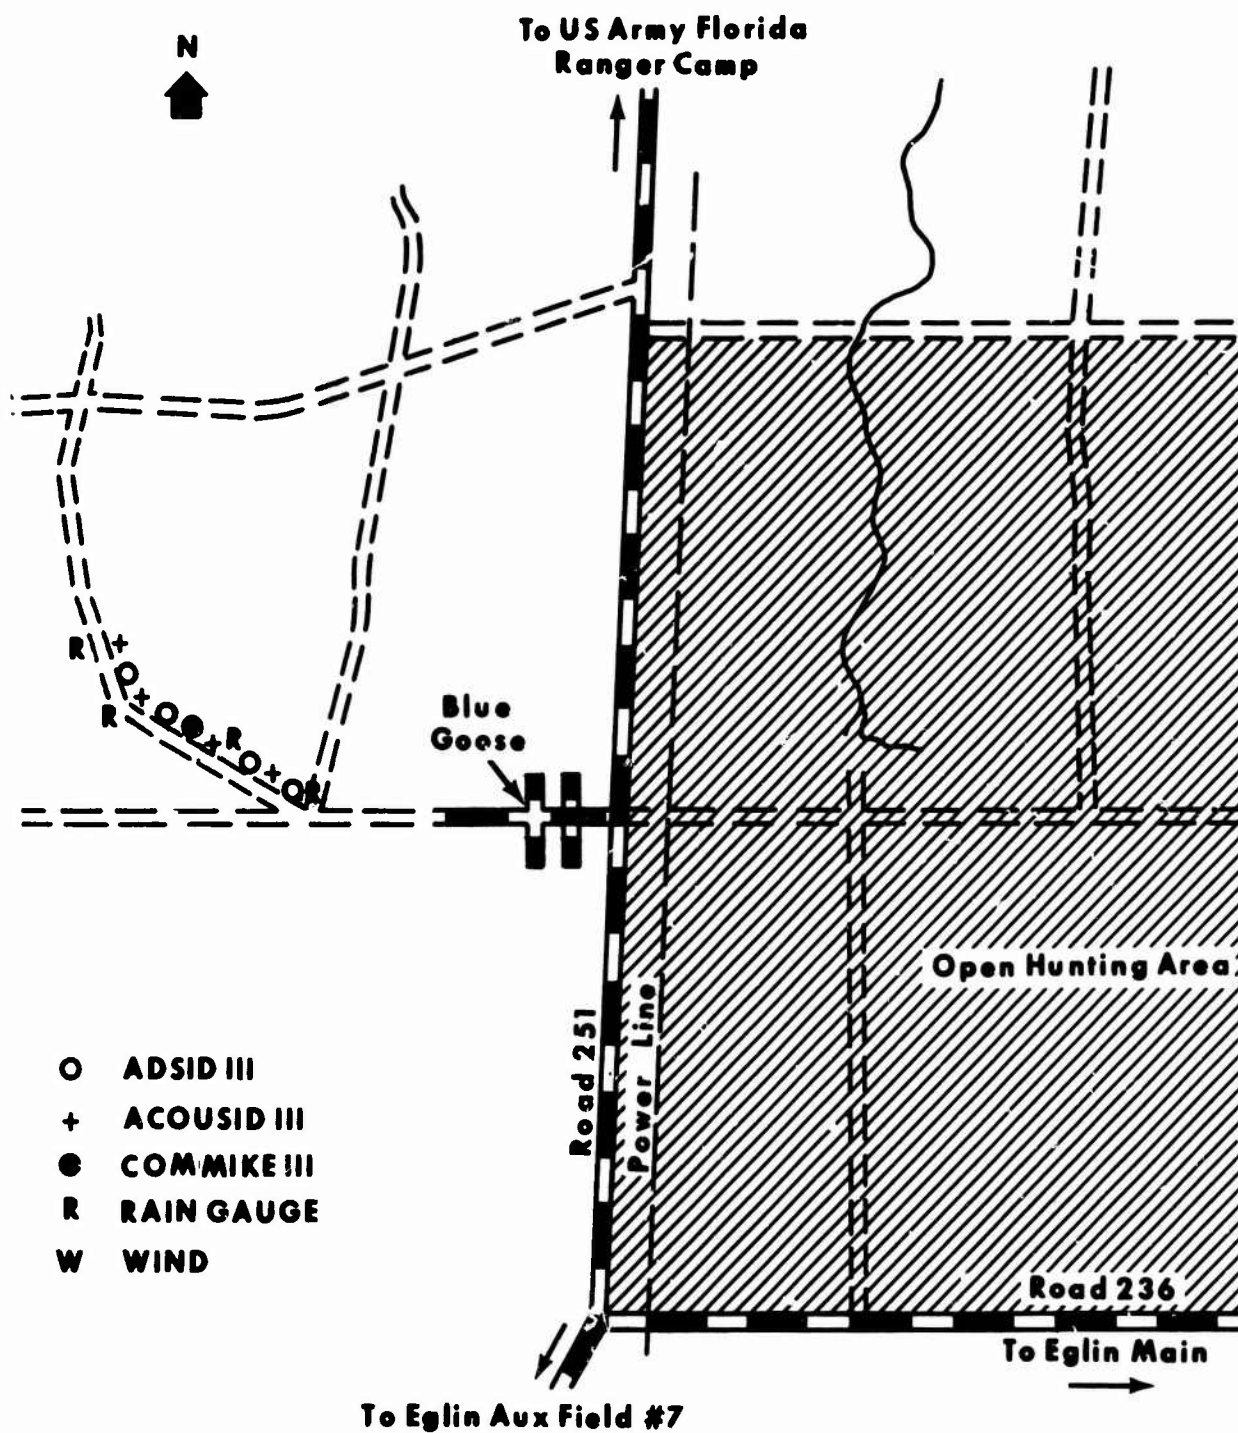 To US Army Florida
Ranger Camp
N
R
R
R
R
Blue
Goose
Open Hunting Area
Road 251
Power Line
ADSID III
ACOUSID III
COMMIKE III
R RAIN GAUGE
W WIND
Road 236
To Eglin Main
To Eglin Aux Field #7